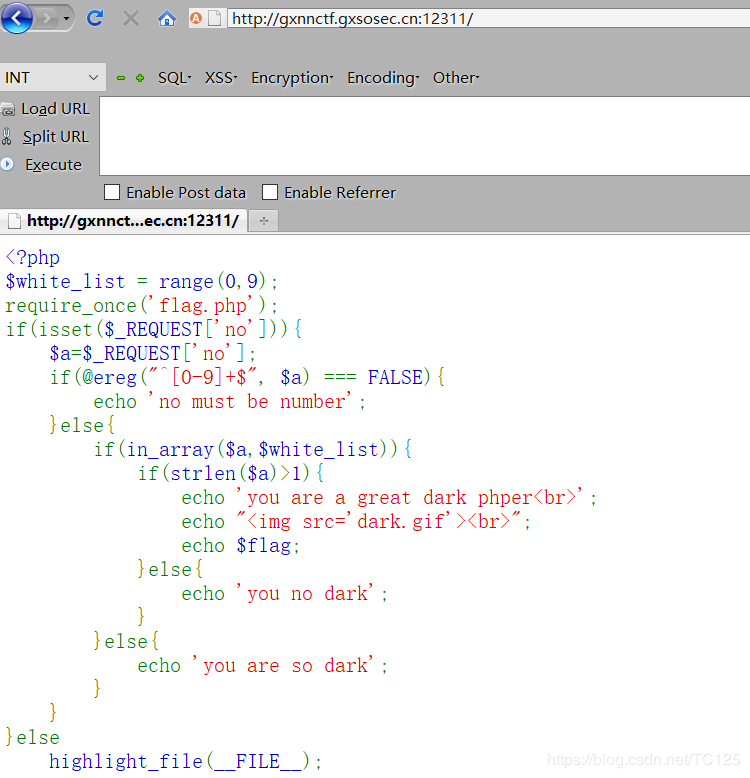 http://gxnnctf.gxsosec.cn:12311/
INT SQL XSS Encryption Encoding Other
Load URL
Split URL
Execute
Enable Post data Enable Referrer
http://gxnnct...ec.cn:12311/
<?php
$white_list = range(0,9);
require_once('flag.php');
if(isset($_REQUEST['no'])){
    $a=$_REQUEST['no'];
    if(@ereg("^[0-9]+$", $a) === FALSE){
        echo 'no must be number';
    }else{
        if(in_array($a,$white_list)){
            if(strlen($a)>1){
                echo 'you are a great dark phper<br>';
                echo "<img src='dark.gif'><br>";
                echo $flag;
            }else{
                echo 'you no dark';
            }
        }else{
            echo 'you are so dark';
        }
    }
}else
    highlight_file(__FILE__);
https://blog.csdn.net/TC125